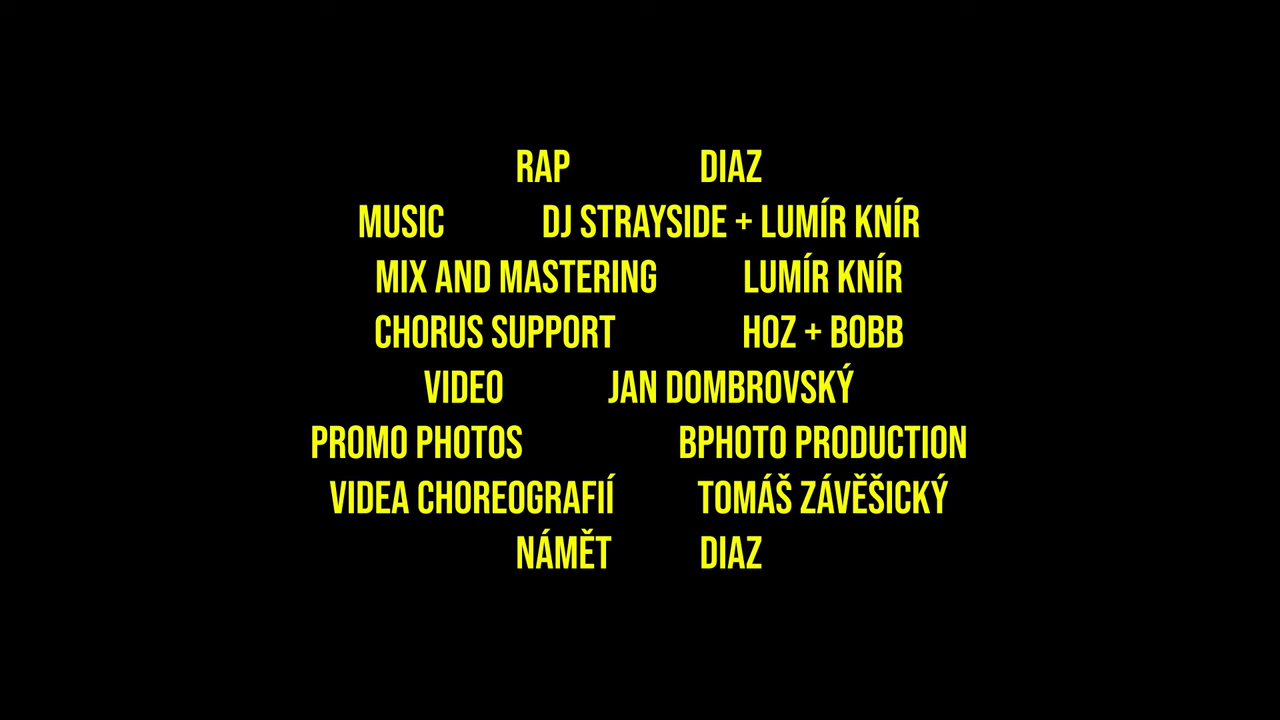 RAP DIAZ
MUSIC DJ STRAYSIDE + LUMÍR KNÍR
MIX AND MASTERING LUMÍR KNÍR
CHORUS SUPPORT HOZ + BOBB
VIDEO JAN DOMBROVSKÝ
PROMO PHOTOS BPHOTO PRODUCTION
VIDEA CHOREOGRAFIÍ TOMÁŠ ZÁVĚŠICKÝ
NÁMĚT DIAZ